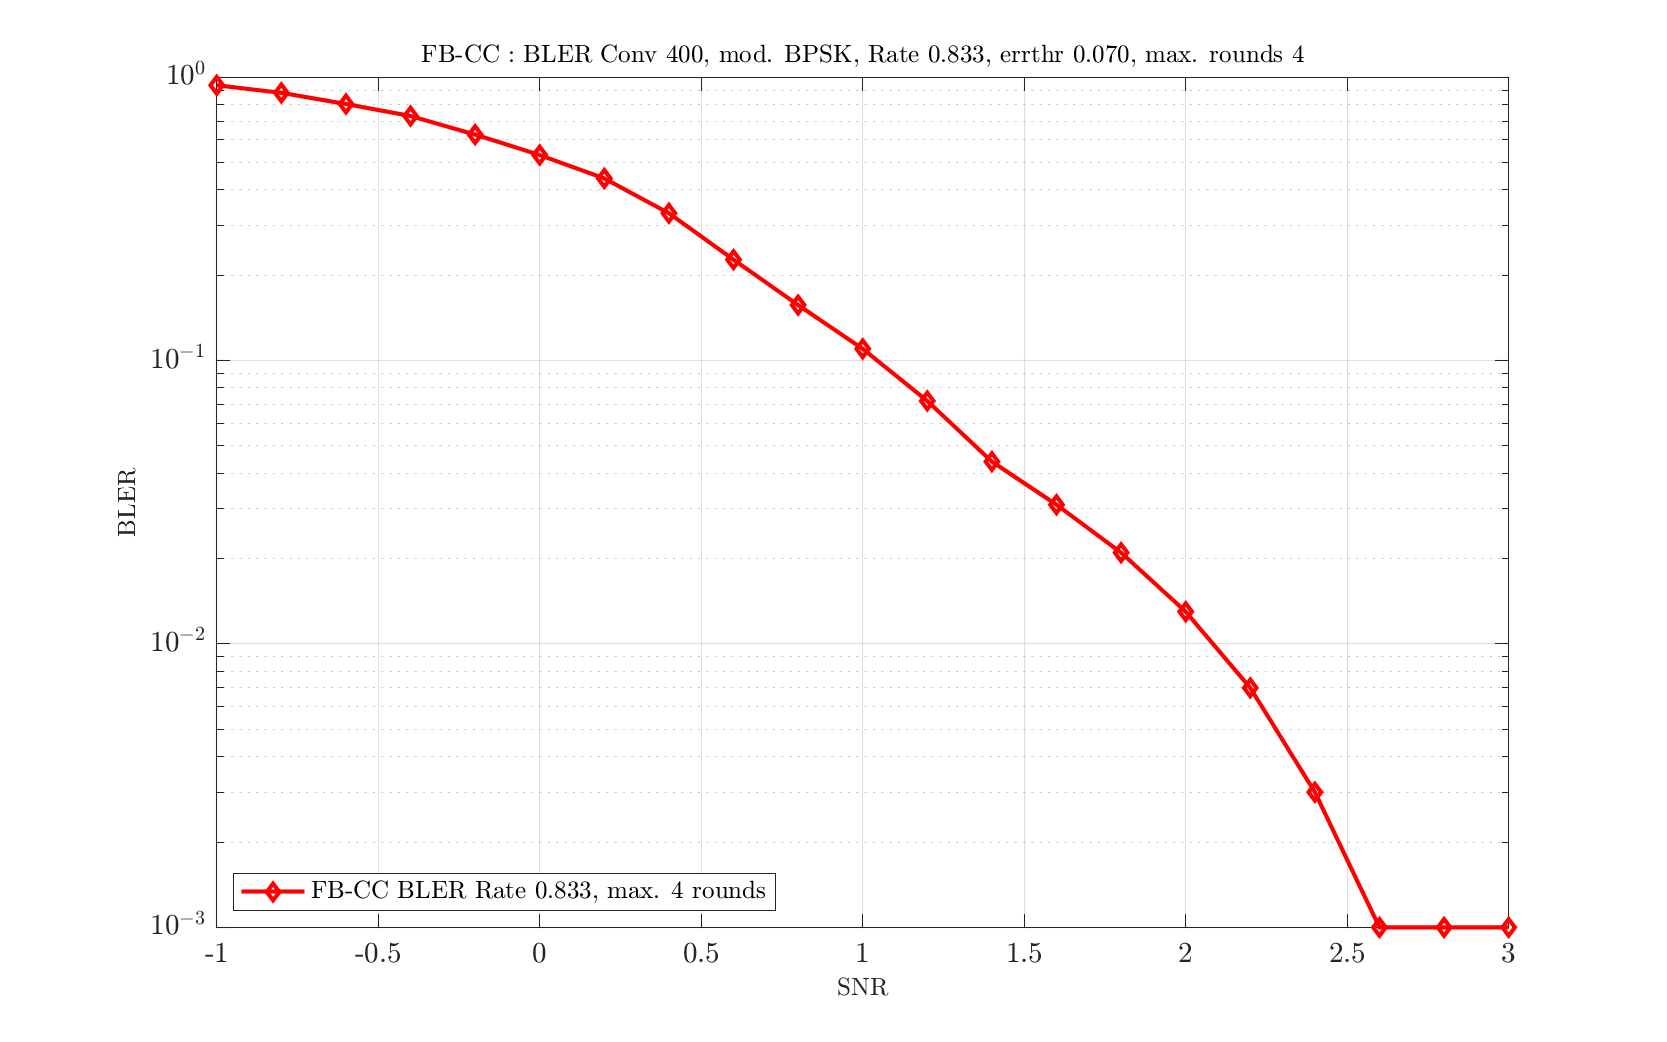 FB-CC : BLER Conv 400, mod. BPSK, Rate 0.833, errthr 0.070, max. rounds 4
10⁰
10⁻¹
10⁻²
10⁻³
BLER
FB-CC BLER Rate 0.833, max. 4 rounds
-1 -0.5 0 0.5 1 1.5 2 2.5 3
SNR